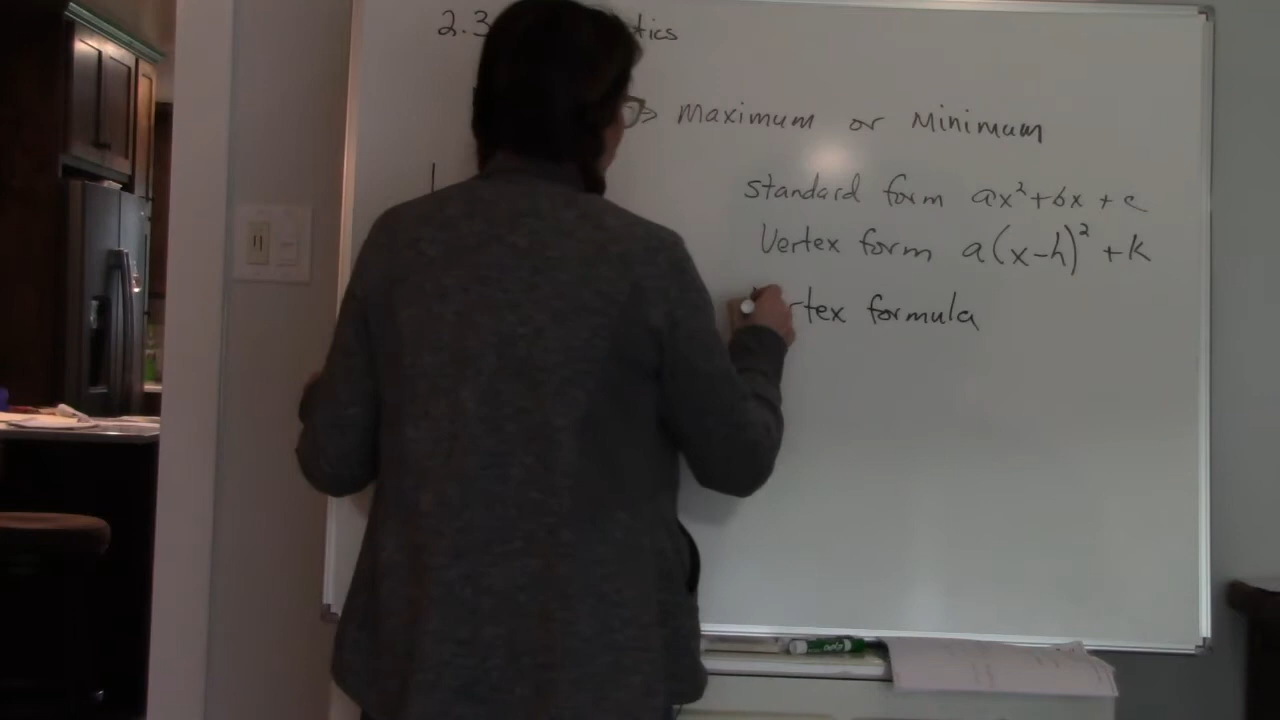 2.3 tics
→ Maximum or Minimum
Standard form ax²+bx+c
Vertex form a(x-h)²+k
rtex formula